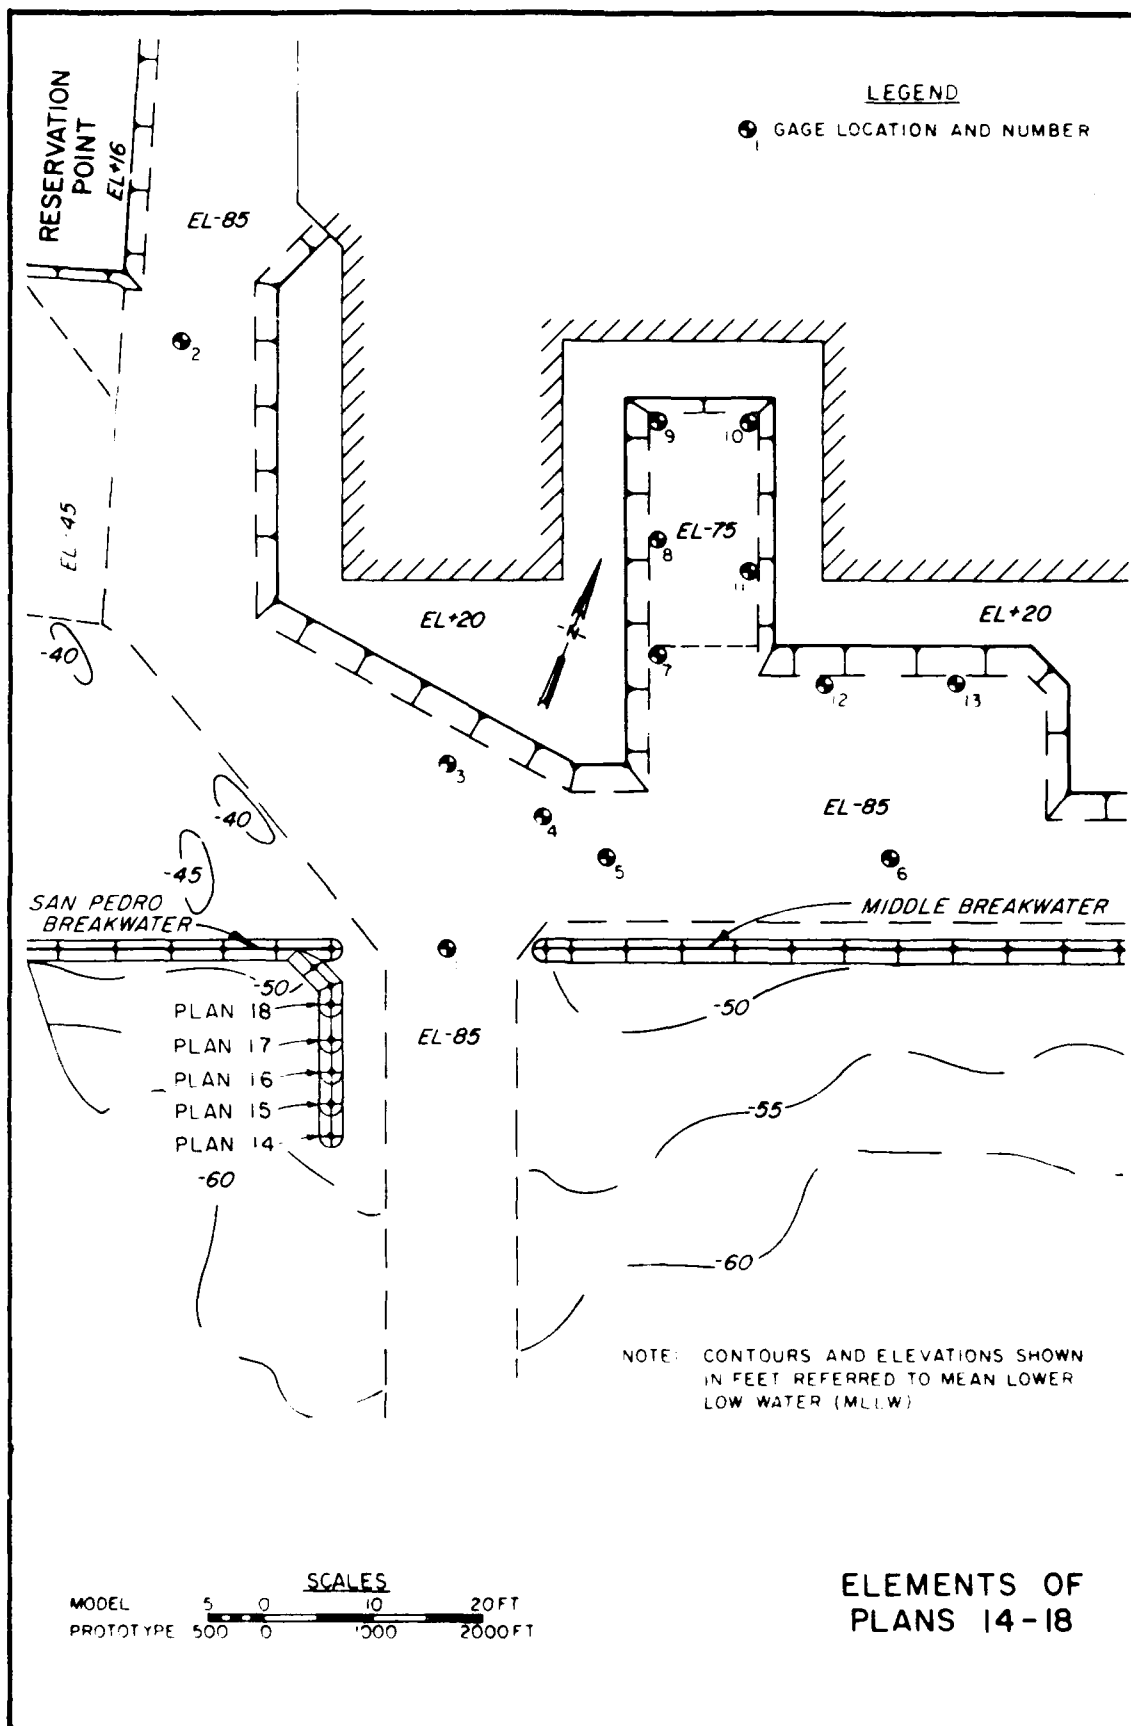 RESERVATION
POINT
EL+16
LEGEND
GAGE LOCATION AND NUMBER
1
EL-85
2
9
10
EL-75
8
11
EL-45
EL+20
EL+20
-40
N
7
12
13
3
-40
4
EL-85
5
6
-45
SAN PEDRO
BREAKWATER
MIDDLE BREAKWATER
1
-50
-50
PLAN 18
EL-85
PLAN 17
PLAN 16
PLAN 15
-55
PLAN 14
-60
-60
NOTE: CONTOURS AND ELEVATIONS SHOWN
IN FEET REFERRED TO MEAN LOWER
LOW WATER (MLLW)
SCALES
MODEL 5 0 10 20 FT
PROTOTYPE 500 0 1000 2000 FT
ELEMENTS OF
PLANS 14-18